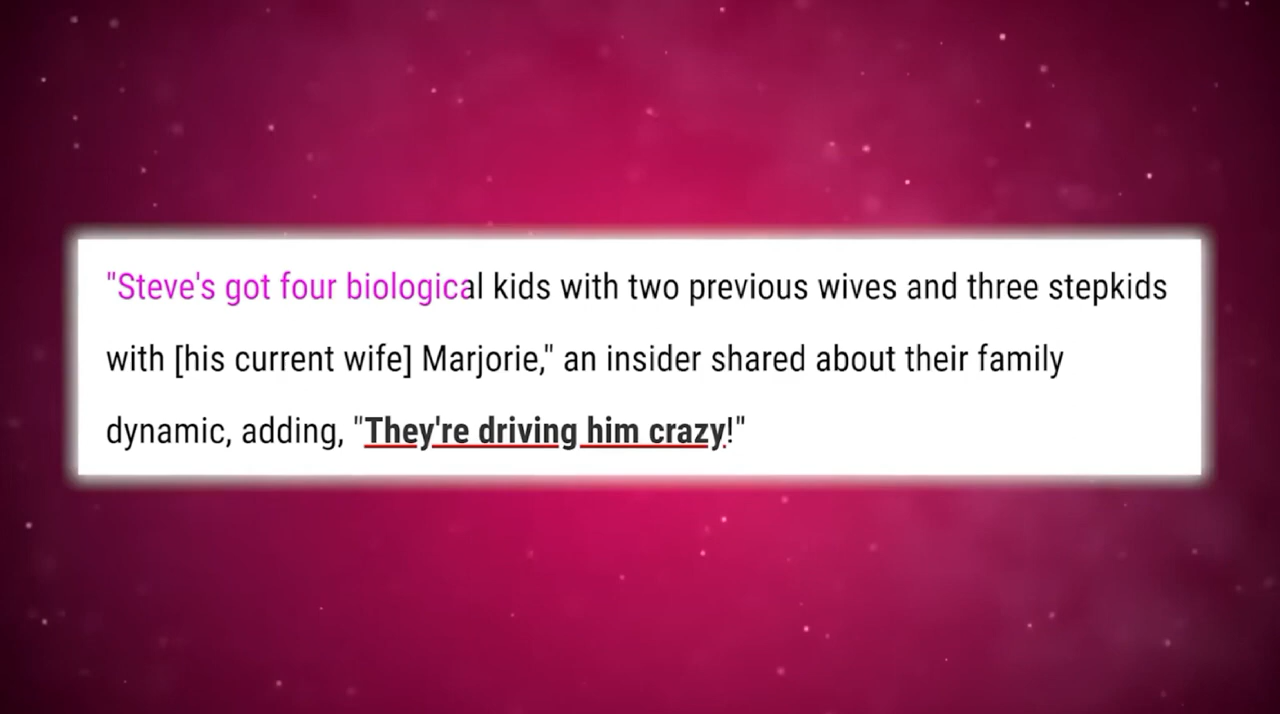 "Steve's got four biological kids with two previous wives and three stepkids
with [his current wife] Marjorie," an insider shared about their family
dynamic, adding, "They're driving him crazy!"